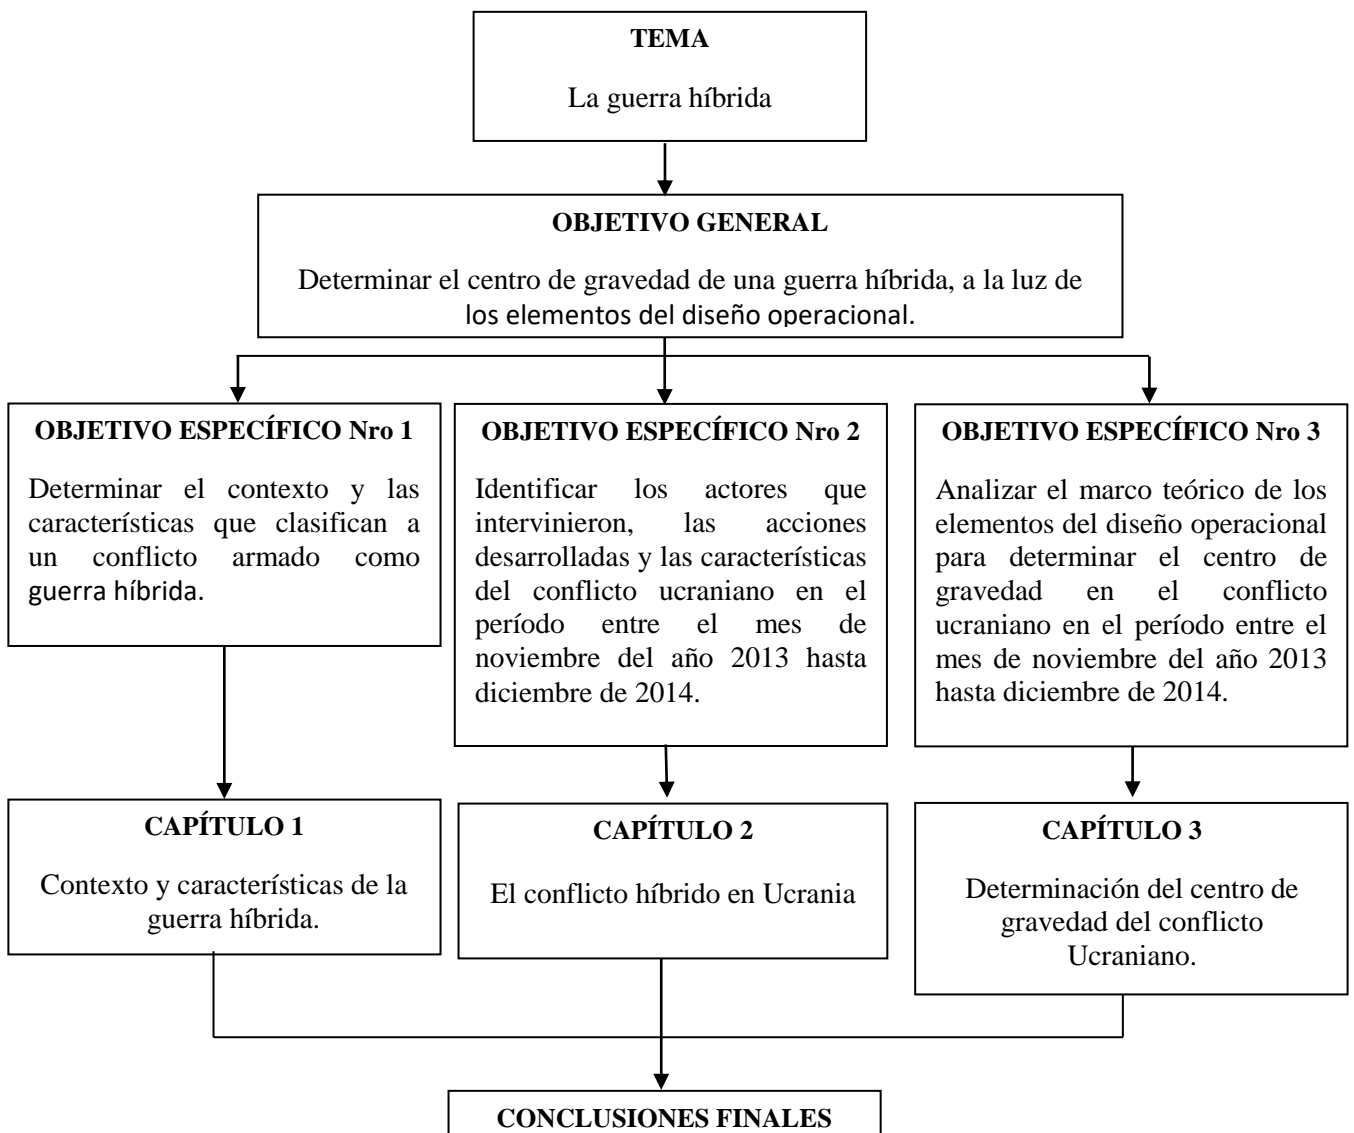 TEMA
La guerra híbrida
OBJETIVO GENERAL
Determinar el centro de gravedad de una guerra híbrida, a la luz de
los elementos del diseño operacional.
OBJETIVO ESPECÍFICO Nro 1
Determinar el contexto y las
características que clasifican a
un conflicto armado como
guerra híbrida.
OBJETIVO ESPECÍFICO Nro 2
Identificar los actores que
intervinieron, las acciones
desarrolladas y las características
del conflicto ucraniano en el
período entre el mes de
noviembre del año 2013 hasta
diciembre de 2014.
OBJETIVO ESPECÍFICO Nro 3
Analizar el marco teórico de los
elementos del diseño operacional
para determinar el centro de
gravedad en el conflicto
ucraniano en el período entre el
mes de noviembre del año 2013
hasta diciembre de 2014.
CAPÍTULO 1
Contexto y características de la
guerra híbrida.
CAPÍTULO 2
El conflicto híbrido en Ucrania
CAPÍTULO 3
Determinación del centro de
gravedad del conflicto
Ucraniano.
CONCLUSIONES FINALES